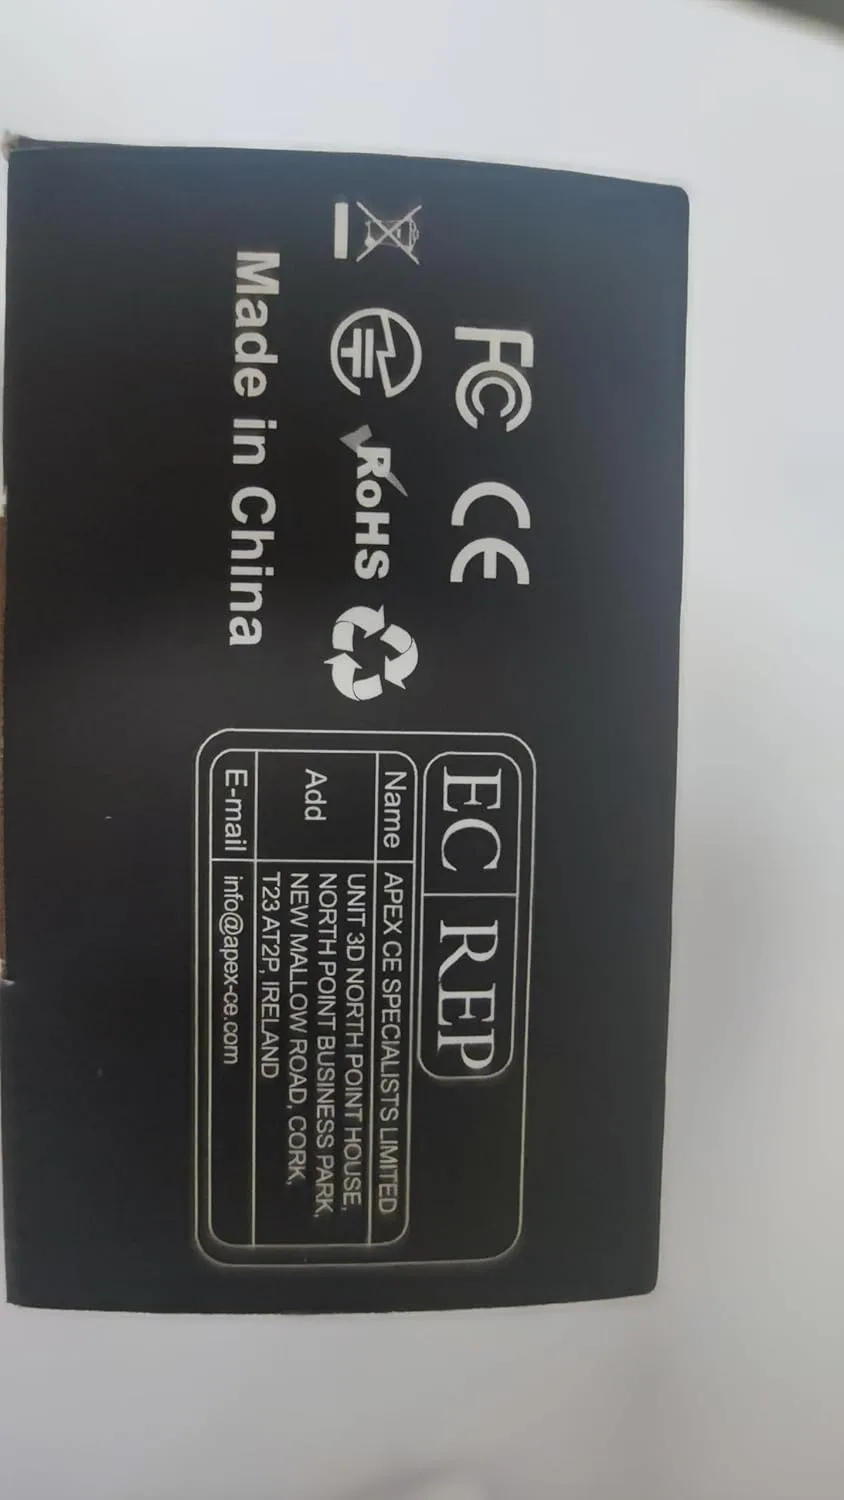 FC CE
RoHS
Made in China
EC REP
Name APEX CE SPECIALISTS LIMITED
Add UNIT 3D NORTH POINT HOUSE,
NORTH POINT BUSINESS PARK,
NEW MALLOW ROAD, CORK,
T23 AT2P, IRELAND
E-mail info@apex-ce.com